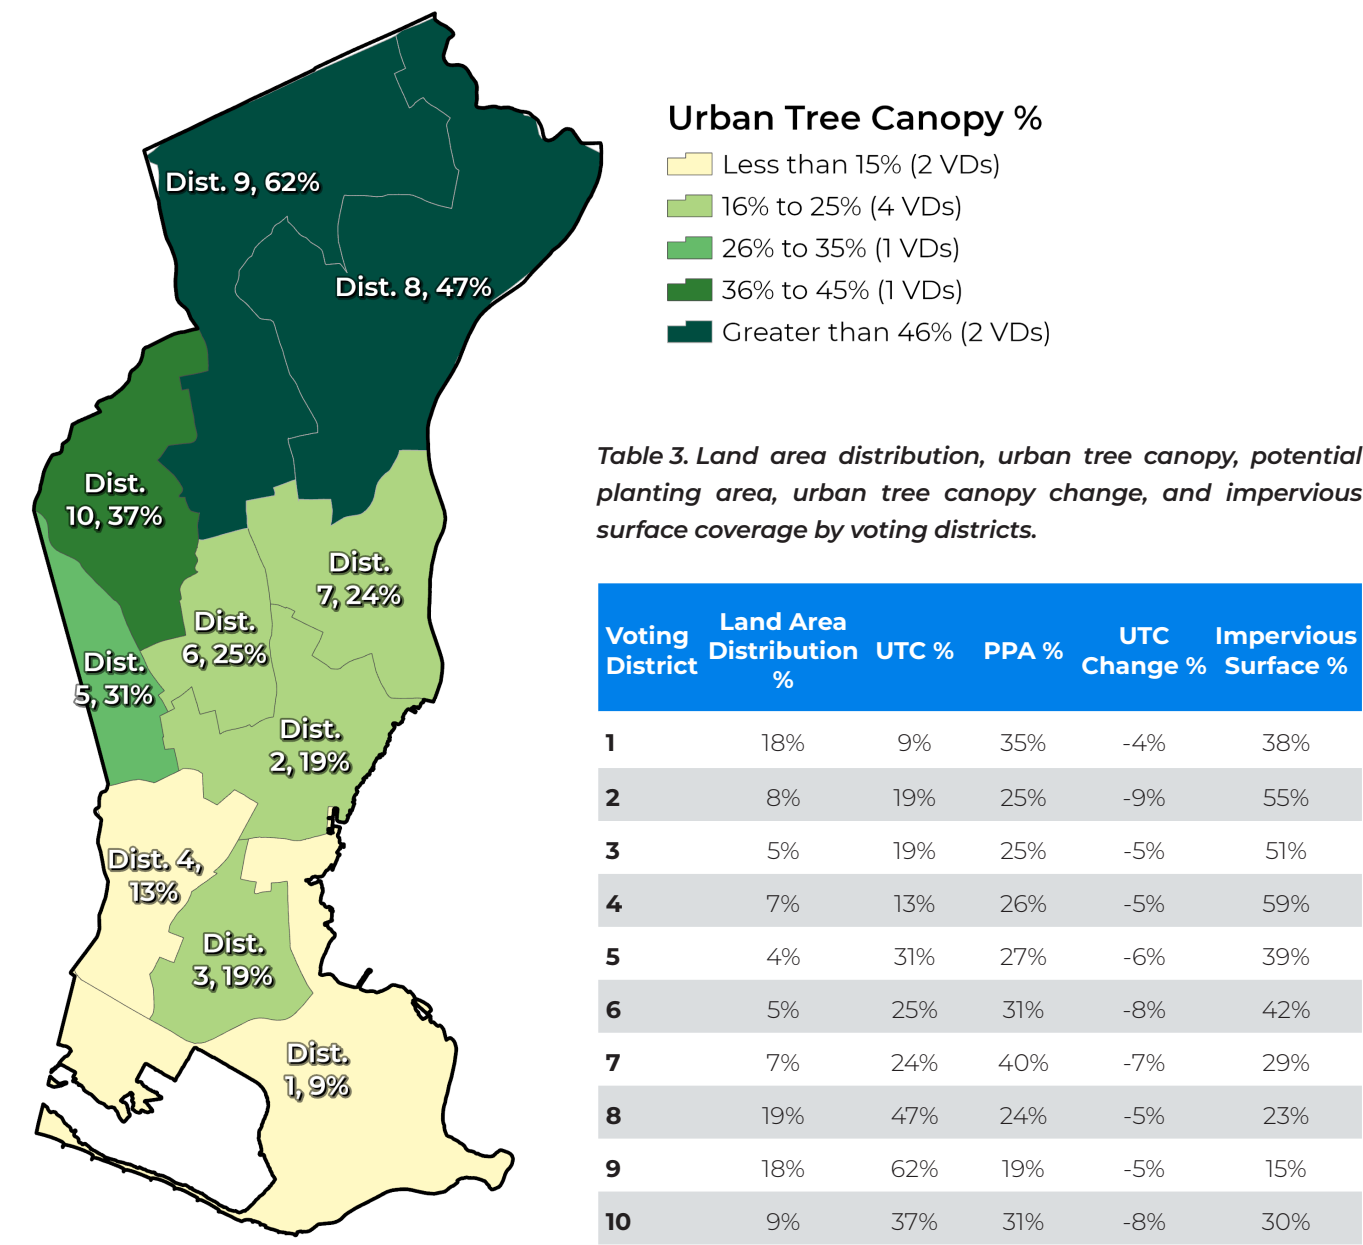 Dist. 9, 62%
Dist. 8, 47%
Dist.
10, 37%
Dist.
7, 24%
Dist.
6, 25%
Dist.
5, 31%
Dist.
2, 19%
Dist. 4,
13%
Dist.
3, 19%
Dist.
1, 9%
Urban Tree Canopy %
Less than 15% (2 VDs)
16% to 25% (4 VDs)
26% to 35% (1 VDs)
36% to 45% (1 VDs)
Greater than 46% (2 VDs)
Table 3. Land area distribution, urban tree canopy, potential
planting area, urban tree canopy change, and impervious
surface coverage by voting districts.
Voting District Land Area Distribution % UTC % PPA % UTC Change % Impervious Surface %
1 18% 9% 35% -4% 38%
2 8% 19% 25% -9% 55%
3 5% 19% 25% -5% 51%
4 7% 13% 26% -5% 59%
5 4% 31% 27% -6% 39%
6 5% 25% 31% -8% 42%
7 7% 24% 40% -7% 29%
8 19% 47% 24% -5% 23%
9 18% 62% 19% -5% 15%
10 9% 37% 31% -8% 30%